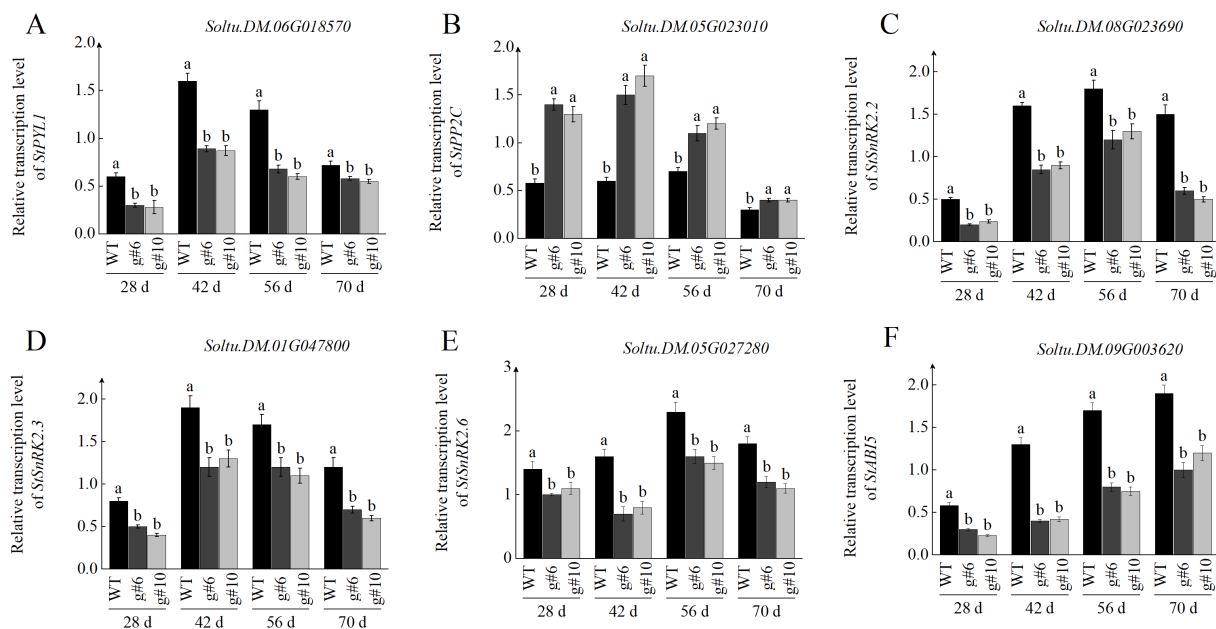 A
Soltu.DM.06G018570
Relative transcription level
of StPYL1
2.0
1.5
1.0
0.5
0.0
a
b
b
a
b
b
a
b
b
a
b
b
WT
g#6
g#10
WT
g#6
g#10
WT
g#6
g#10
WT
g#6
g#10
28 d
42 d
56 d
70 d
B
Soltu.DM.05G023010
Relative transcription level
of StPP2C
2.0
1.5
1.0
0.5
0.0
b
a
a
b
a
a
b
a
a
b
a
a
WT
g#6
g#10
WT
g#6
g#10
WT
g#6
g#10
WT
g#6
g#10
28 d
42 d
56 d
70 d
C
Soltu.DM.08G023690
Relative transcription level
of StSnRK2.2
2.0
1.5
1.0
0.5
0.0
a
b
b
a
b
b
a
b
b
a
b
b
WT
g#6
g#10
WT
g#6
g#10
WT
g#6
g#10
WT
g#6
g#10
28 d
42 d
56 d
70 d
D
Soltu.DM.01G047800
Relative transcription level
of StSnRK2.3
2.0
1.5
1.0
0.5
0.0
a
b
b
a
b
b
a
b
b
a
b
b
WT
g#6
g#10
WT
g#6
g#10
WT
g#6
g#10
WT
g#6
g#10
28 d
42 d
56 d
70 d
E
Soltu.DM.05G027280
Relative transcription level
of StSnRK2.6
3
2
1
0
a
b
b
a
b
b
a
b
b
a
b
b
WT
g#6
g#10
WT
g#6
g#10
WT
g#6
g#10
WT
g#6
g#10
28 d
42 d
56 d
70 d
F
Soltu.DM.09G003620
Relative transcription level
of StABI5
2.0
1.5
1.0
0.5
0.0
a
b
b
a
b
b
a
b
b
a
b
b
WT
g#6
g#10
WT
g#6
g#10
WT
g#6
g#10
WT
g#6
g#10
28 d
42 d
56 d
70 d